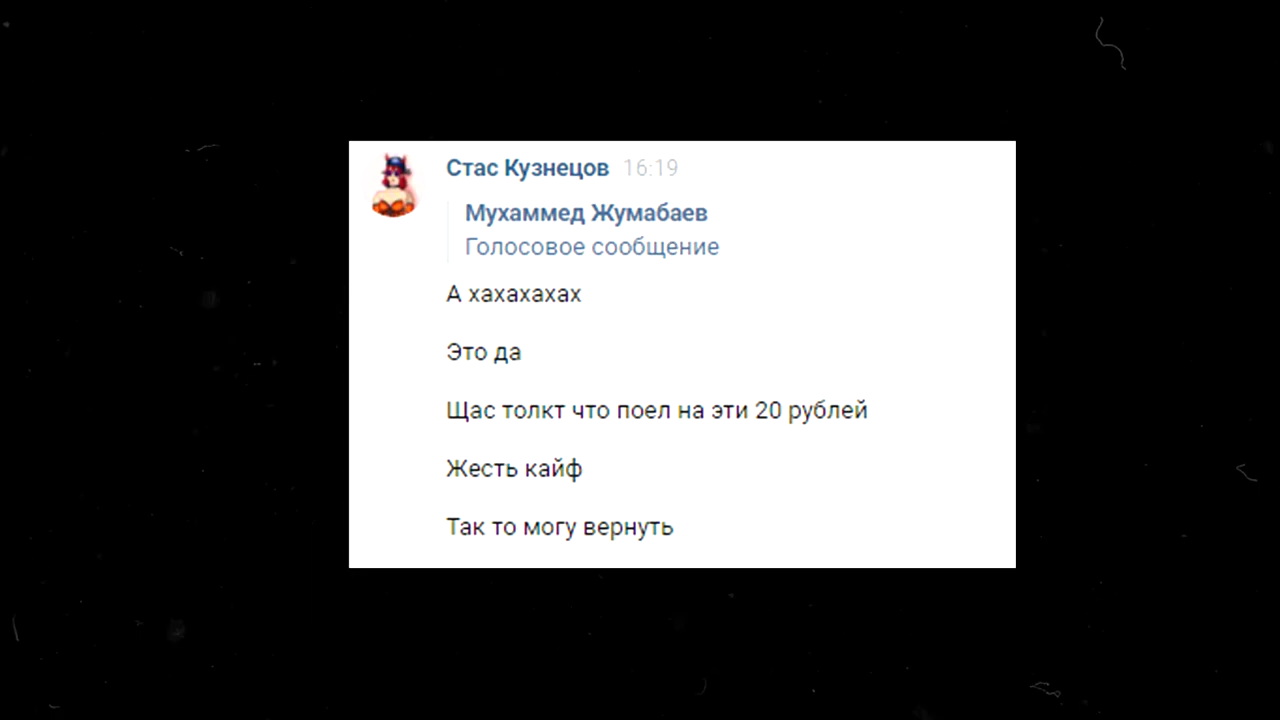 Стас Кузнецов 16:19
Мухаммед Жумабаев
Голосовое сообщение
А хахахахах
Это да
Щас толкт что поел на эти 20 рублей
Жесть кайф
Так то могу вернуть